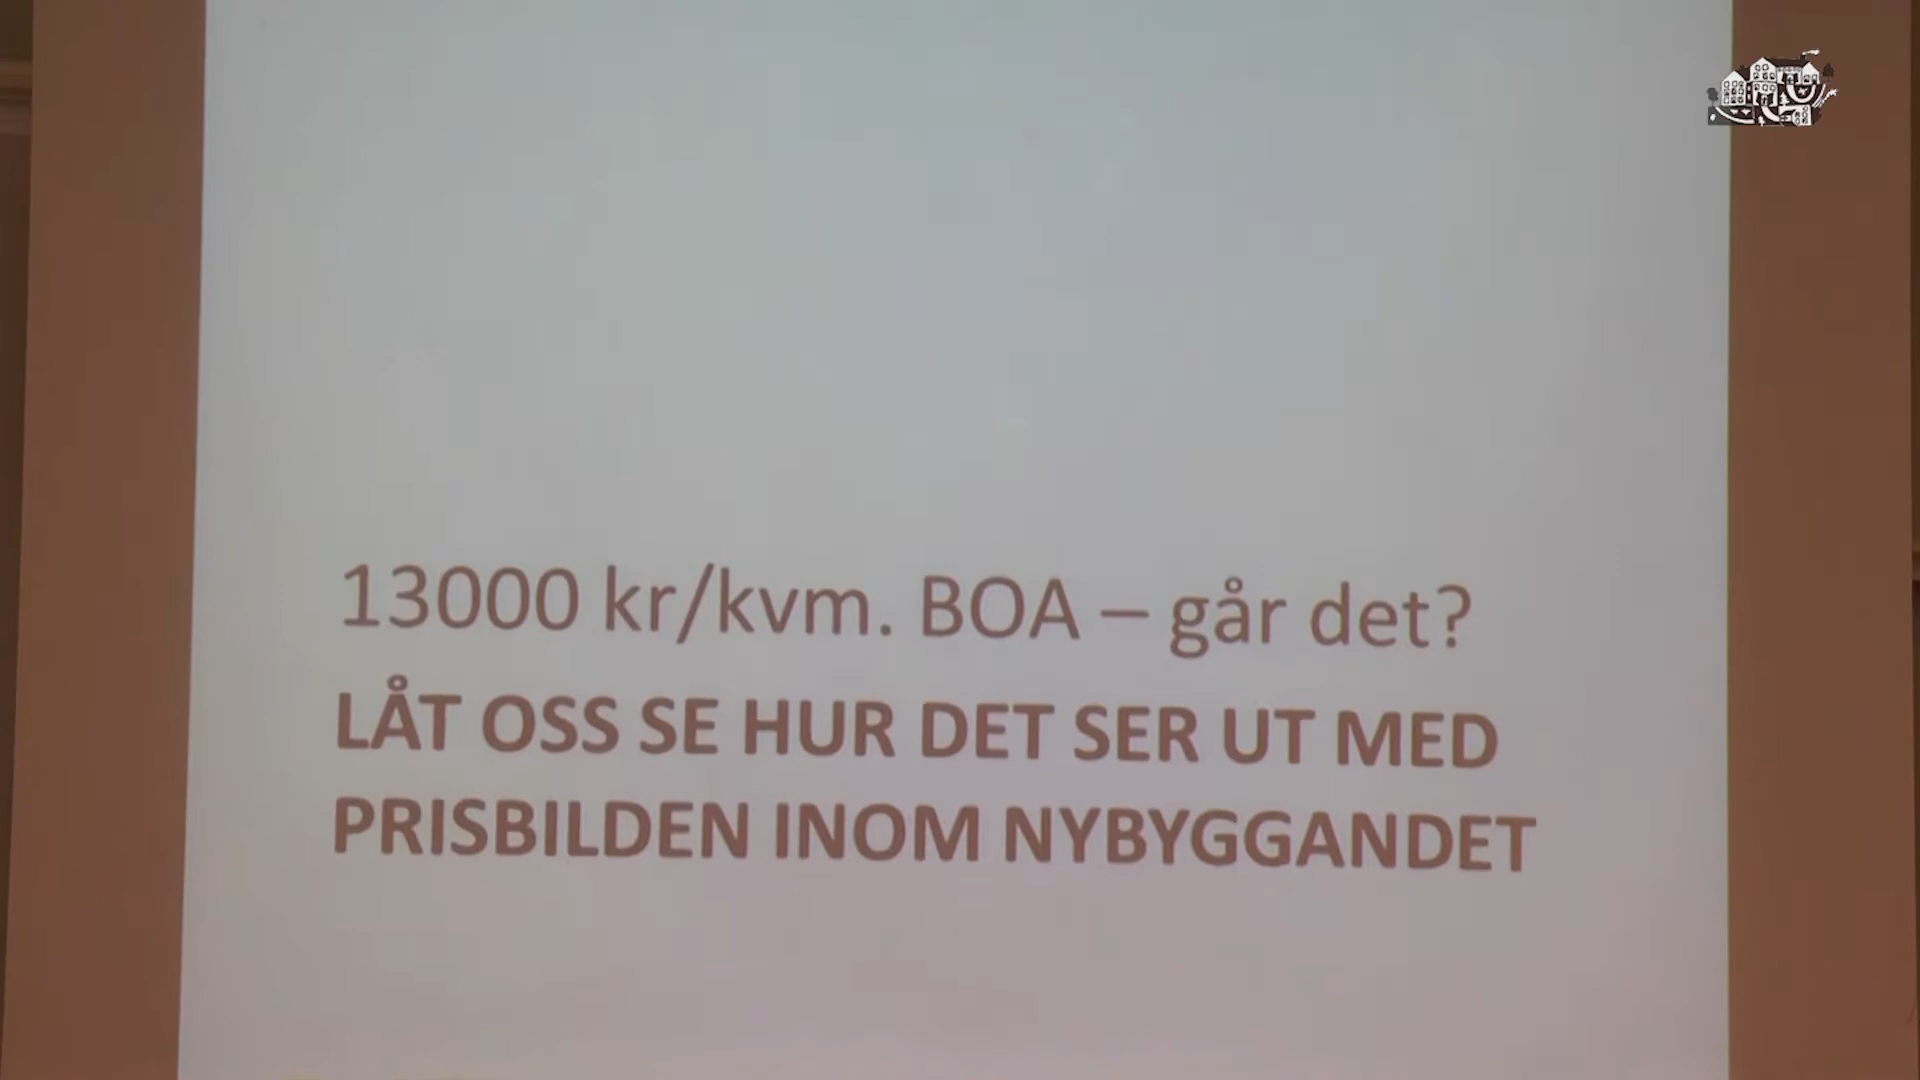 13000 kr/kvm. BOA – går det?
LÅT OSS SE HUR DET SER UT MED
PRISBILDEN INOM NYBYGGANDET